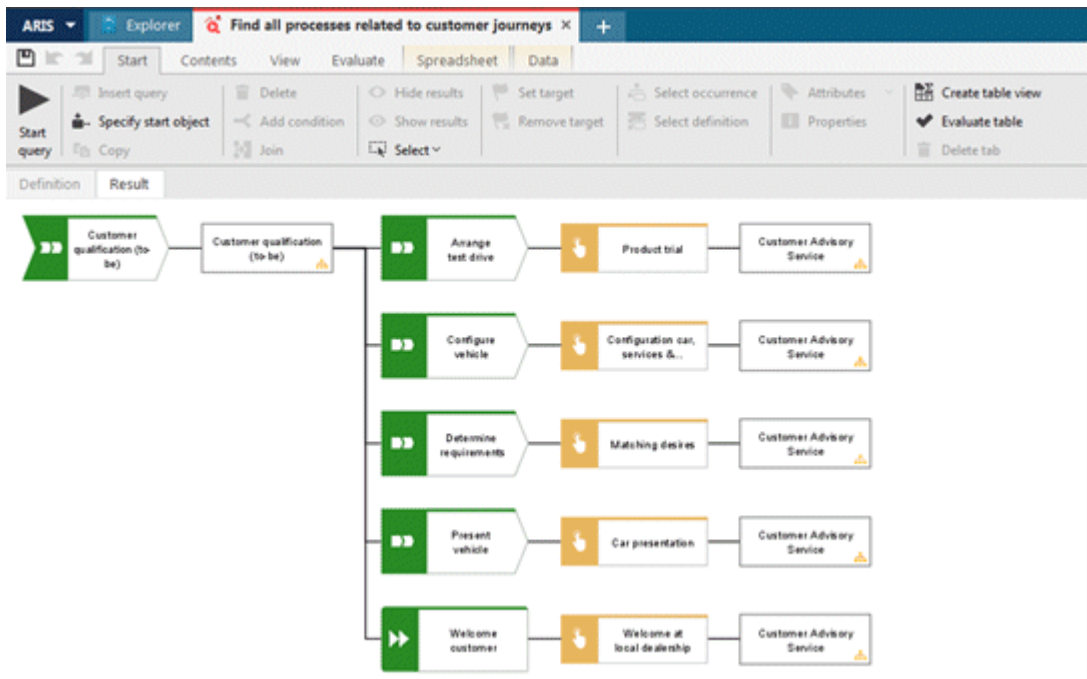 ARIS Explorer Find all processes related to customer journeys × +
Start Contents View Evaluate Spreadsheet Data
Start query
Insert query
Specify start object
Copy
Delete
Add condition
Join
Hide results
Show results
Select
Set target
Remove target
Select occurrence
Select definition
Attributes
Properties
Create table view
Evaluate table
Delete tab
Definition Result
Customer
qualification (to-
be)
Customer qualification
(to-be)
Arrange
test drive
Product trial
Customer Advisory
Service
Configure
vehicle
Configuration car,
services &...
Customer Advisory
Service
Determine
requirements
Matching desires
Customer Advisory
Service
Present
vehicle
Car presentation
Customer Advisory
Service
Welcome
customer
Welcome at
local dealership
Customer Advisory
Service